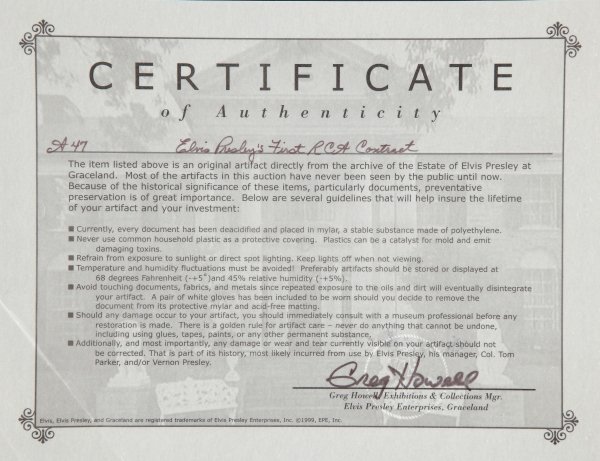 CERTIFICATE
of Authenticity
A 47 Elvis Presley's First RCA Contract
The item listed above is an original artifact directly from the archive of the Estate of Elvis Presley at
Graceland. Most of the artifacts in this auction have never been seen by the public until now.
Because of the historical significance of these items, particularly documents, preventative
preservation is of great importance. Below are several guidelines that will help insure the lifetime
of your artifact and your investment:
■ Currently, every document has been deacidified and placed in mylar, a stable substance made of polyethylene.
■ Never use common household plastic as a protective covering. Plastics can be a catalyst for mold and emit
damaging toxins.
■ Refrain from exposure to sunlight or direct spot lighting. Keep lights off when not viewing.
■ Temperature and humidity fluctuations must be avoided! Preferably artifacts should be stored or displayed at
68 degrees Fahrenheit (-+5°)and 45% relative humidity (-+5%).
■ Avoid touching documents, fabrics, and metals since repeated exposure to the oils and dirt will eventually disintegrate
your artifact. A pair of white gloves has been included to be worn should you decide to remove the
document from its protective mylar and acid-free matting.
■ Should any damage occur to your artifact, you should immediately consult with a museum professional before any
restoration is made. There is a golden rule for artifact care – never do anything that cannot be undone,
including using glues, tapes, paints, or any other permanent substance.
■ Additionally, and most importantly, any damage or wear and tear currently visible on your artifact should not
be corrected. That is part of its history, most likely incurred from use by Elvis Presley, his manager, Col. Tom
Parker, and/or Vernon Presley.
Greg Howell
Greg Howell, Exhibitions & Collections Mgr.
Elvis Presley Enterprises, Graceland
Elvis, Elvis Presley, and Graceland are registered trademarks of Elvis Presley Enterprises, Inc. ©1999, EPE, Inc.